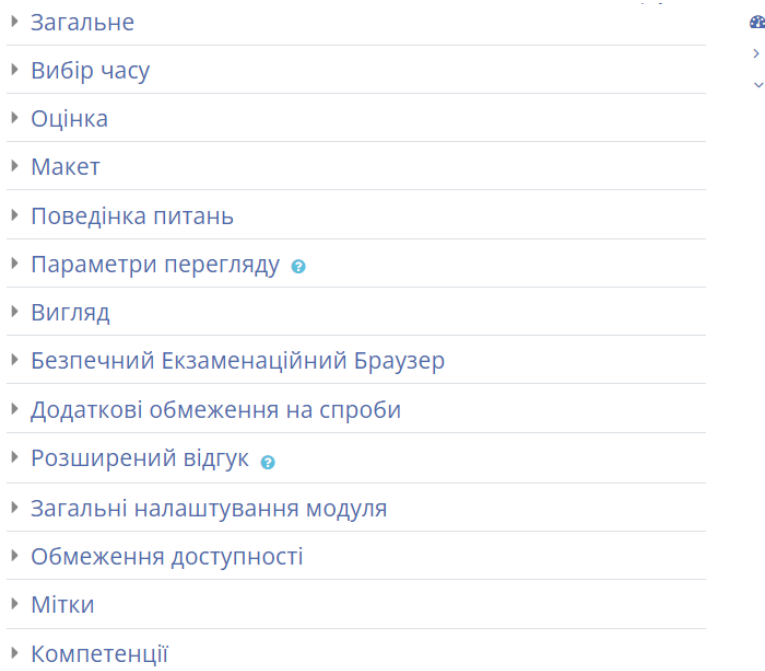 Загальне
Вибір часу
Оцінка
Макет
Поведінка питань
Параметри перегляду
Вигляд
Безпечний Екзаменаційний Браузер
Додаткові обмеження на спроби
Розширений відгук
Загальні налаштування модуля
Обмеження доступності
Мітки
Компетенції